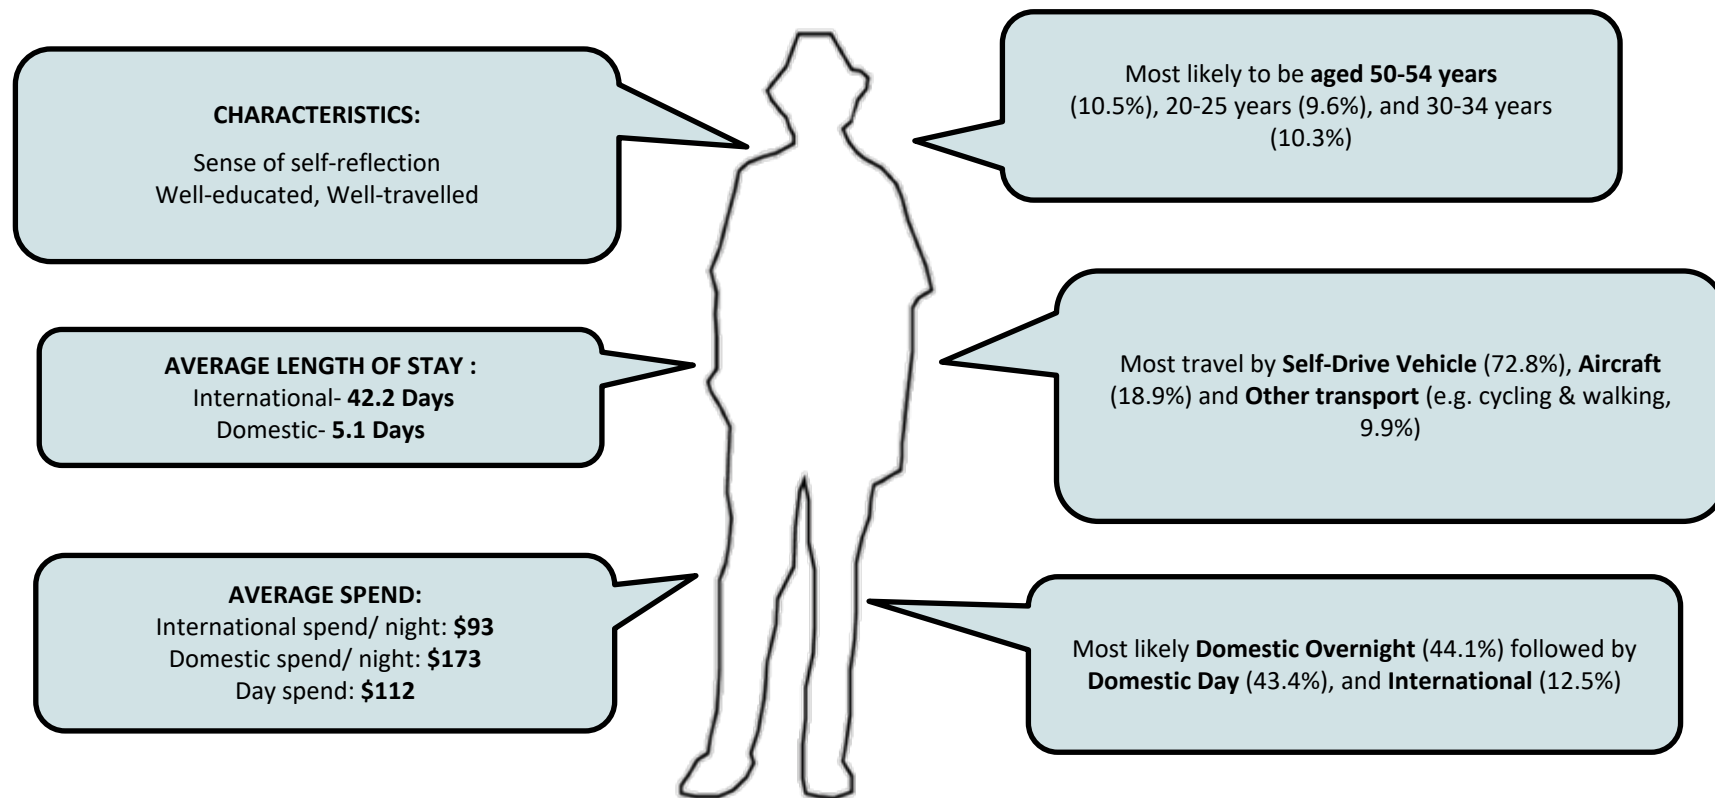 CHARACTERISTICS:
Sense of self-reflection
Well-educated, Well-travelled
Most likely to be aged 50-54 years
(10.5%), 20-25 years (9.6%), and 30-34 years
(10.3%)
AVERAGE LENGTH OF STAY :
International- 42.2 Days
Domestic- 5.1 Days
Most travel by Self-Drive Vehicle (72.8%), Aircraft
(18.9%) and Other transport (e.g. cycling & walking,
9.9%)
AVERAGE SPEND:
International spend/ night: $93
Domestic spend/ night: $173
Day spend: $112
Most likely Domestic Overnight (44.1%) followed by
Domestic Day (43.4%), and International (12.5%)